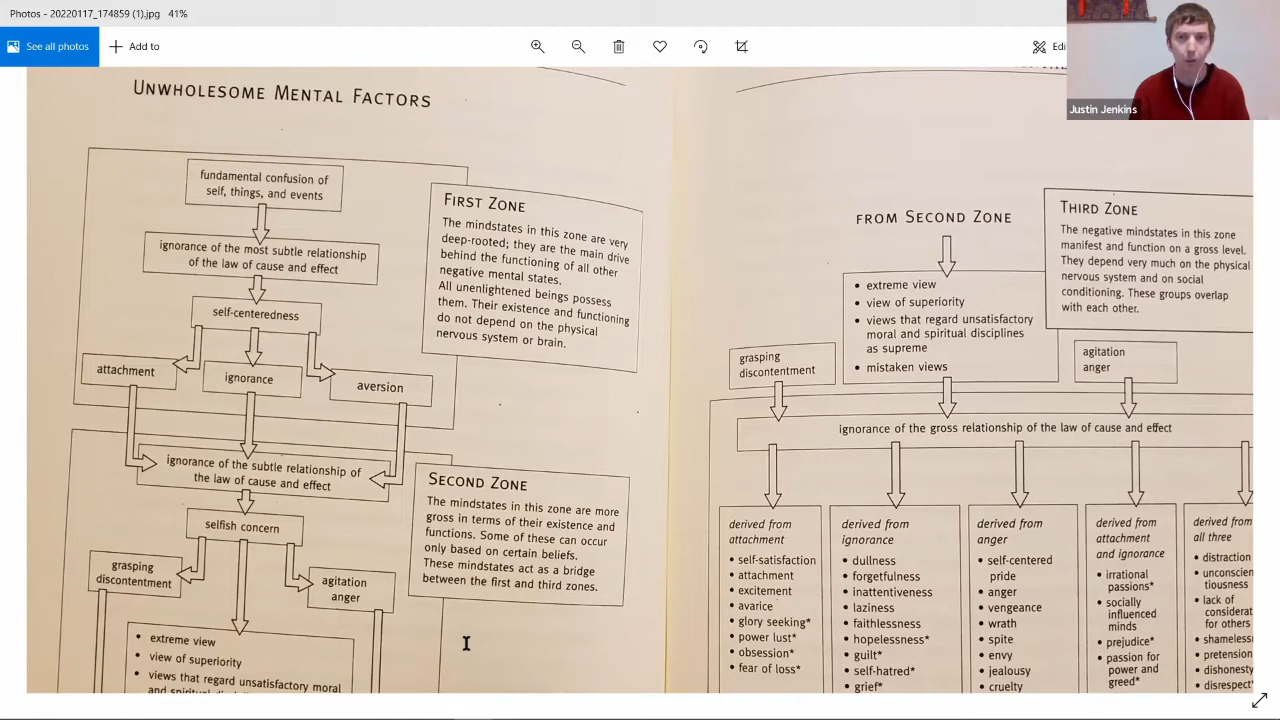 Photos - 20220117_174859 (1).jpg 41%
See all photos
Add to
Justin Jenkins
UNWHOLESOME MENTAL FACTORS
fundamental confusion of
self, things, and events
ignorance of the most subtle relationship
of the law of cause and effect
self-centeredness
attachment
ignorance
aversion
FIRST ZONE
The mindstates in this zone are very
deep-rooted; they are the main drive
behind the functioning of all other
negative mental states.
All unenlightened beings possess
them. Their existence and functioning
do not depend on the physical
nervous system or brain.
ignorance of the subtle relationship of
the law of cause and effect
selfish concern
grasping
discontentment
agitation
anger
SECOND ZONE
The mindstates in this zone are more
gross in terms of their existence and
functions. Some of these can occur
only based on certain beliefs.
These mindstates act as a bridge
between the first and third zones.
• extreme view
• view of superiority
• views that regard unsatisfactory moral
FROM SECOND ZONE
THIRD ZONE
The negative mindstates in this zone
manifest and function on a gross level.
They depend very much on the physical
nervous system and on social
conditioning. These groups overlap
with each other.
• extreme view
• view of superiority
• views that regard unsatisfactory
moral and spiritual disciplines
as supreme
• mistaken views
grasping
discontentment
agitation
anger
ignorance of the gross relationship of the law of cause and effect
derived from
attachment
• self-satisfaction
• attachment
• excitement
• avarice
• glory seeking*
• power lust*
• obsession*
• fear of loss*
derived from
ignorance
• dullness
• forgetfulness
• inattentiveness
• laziness
• faithlessness
• hopelessness*
• guilt*
• self-hatred*
• grief*
derived from
anger
• self-centered
pride
• anger
• vengeance
• wrath
• spite
• envy
• jealousy
• cruelty
derived from
attachment
and ignorance
• irrational
passions*
• socially
influenced
minds
• prejudice*
• passion for
power and
greed*
derived from
all three
• distraction
• unconscien
tiousness
• lack of
considerat
for others
• shameless
• pretension
• dishonesty
• disrespect